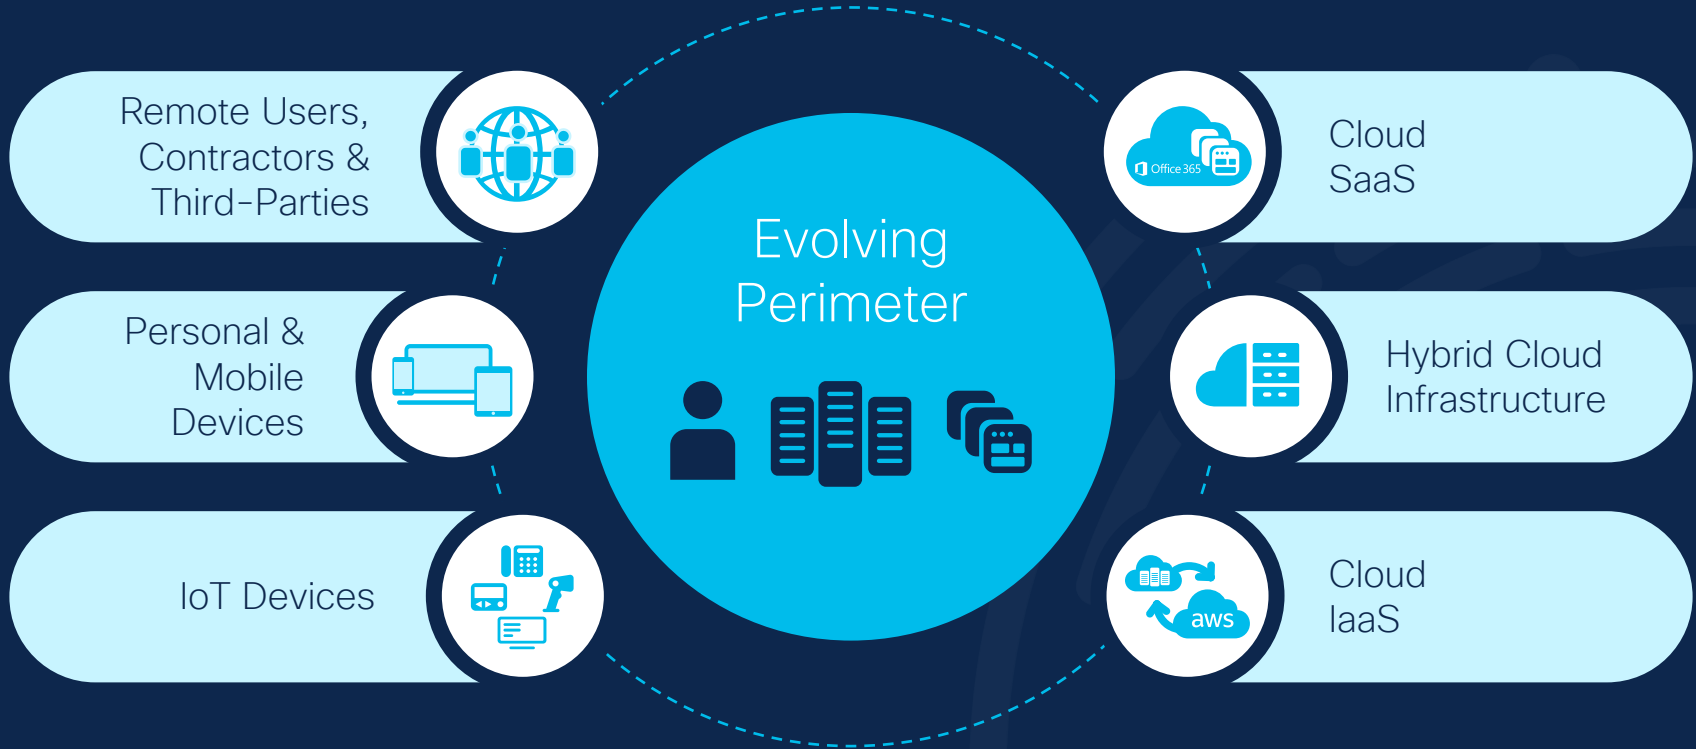 Remote Users,
Contractors &
Third-Parties
Personal &
Mobile
Devices
IoT Devices
Evolving
Perimeter
Office 365
Cloud
SaaS
Hybrid Cloud
Infrastructure
aws
Cloud
IaaS